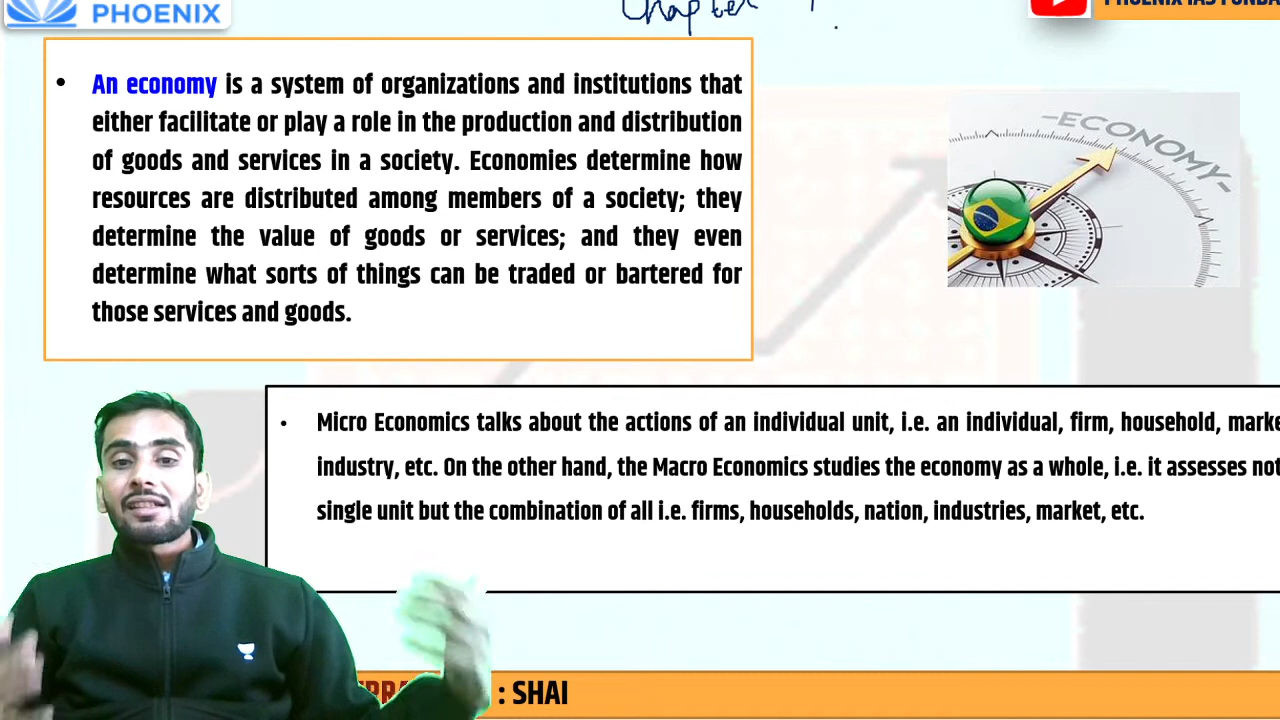 PHOENIX
Chapter
PHOENIX IAS
• An economy is a system of organizations and institutions that
either facilitate or play a role in the production and distribution
of goods and services in a society. Economies determine how
resources are distributed among members of a society; they
determine the value of goods or services; and they even
determine what sorts of things can be traded or bartered for
those services and goods.
-ECONOMY-
• Micro Economics talks about the actions of an individual unit, i.e. an individual, firm, household,
industry, etc. On the other hand, the Macro Economics studies the economy as a whole, i.e. it assesses not
single unit but the combination of all i.e. firms, households, nation, industries, market, etc.
: SHAI